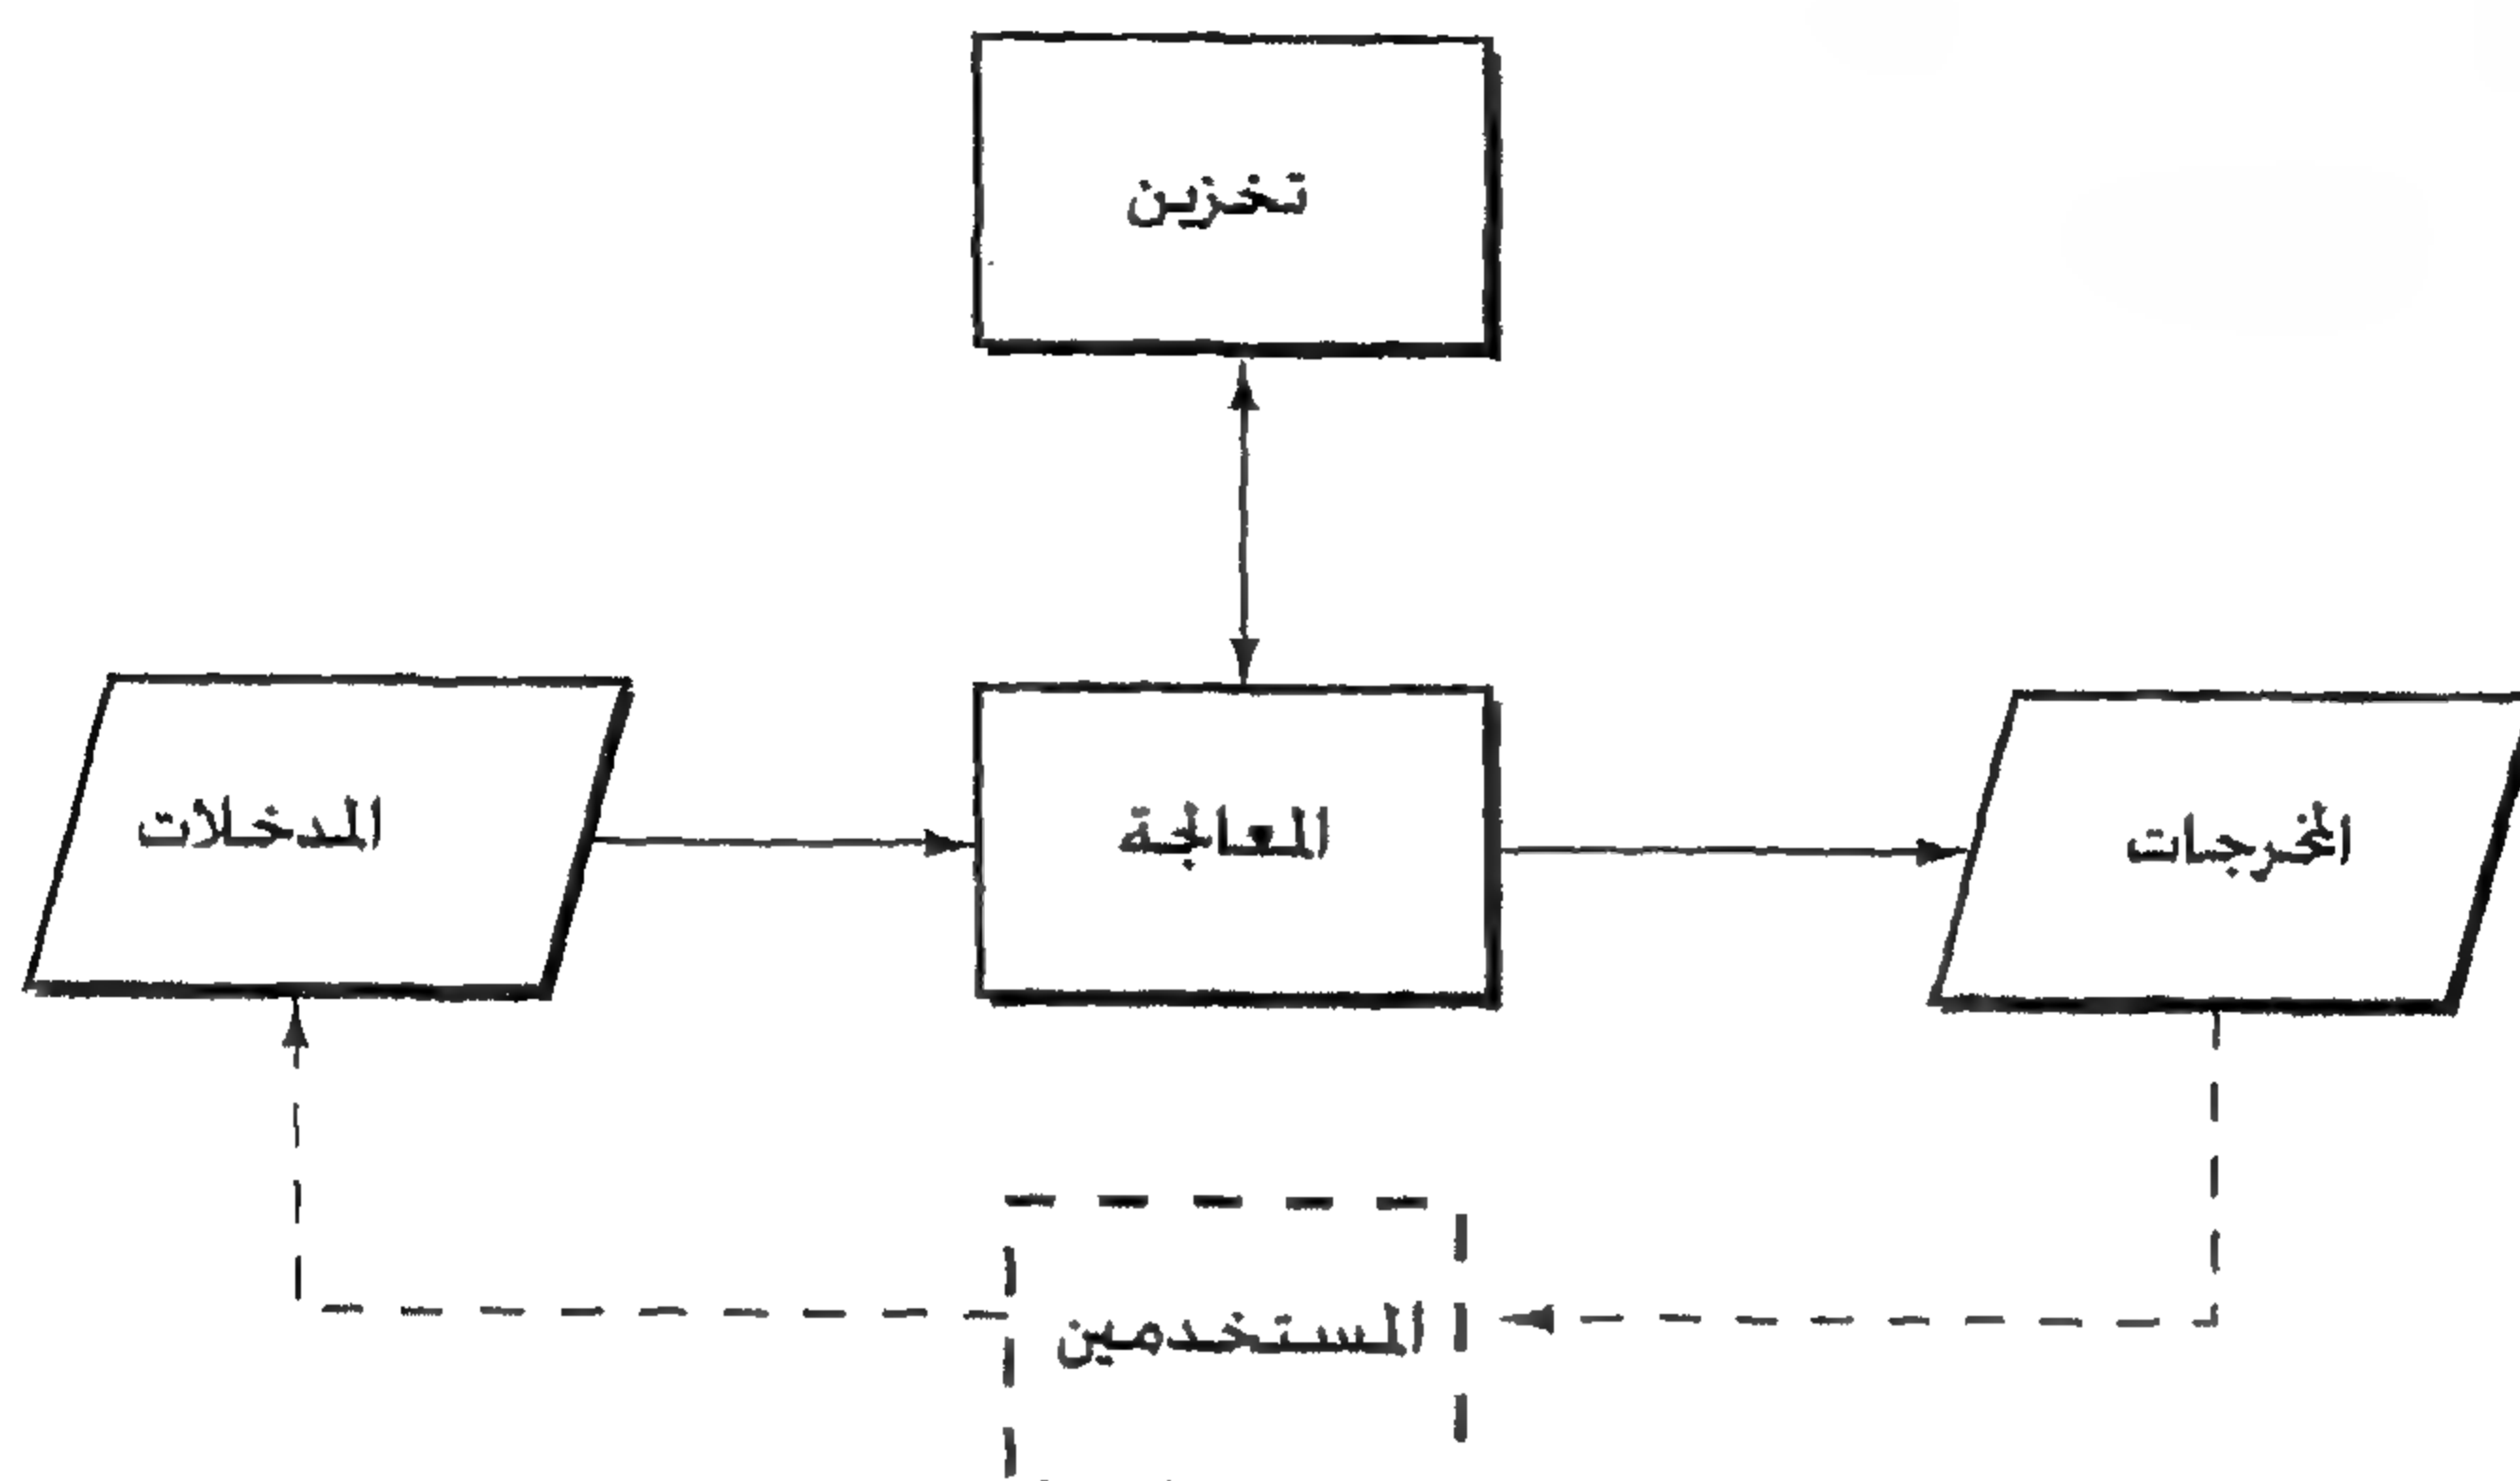 تخزين
المخرجات
المعالجة
المدخلات
المستخدمين